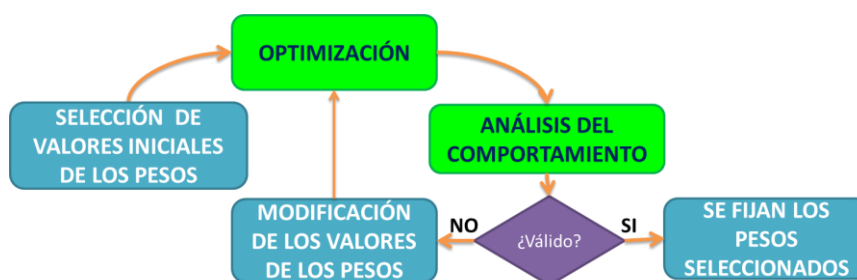 OPTIMIZACIÓN
SELECCIÓN DE
VALORES INICIALES
DE LOS PESOS
ANÁLISIS DEL
COMPORTAMIENTO
MODIFICACIÓN
DE LOS VALORES
DE LOS PESOS
NO
¿Válido?
SI
SE FIJAN LOS
PESOS
SELECCIONADOS